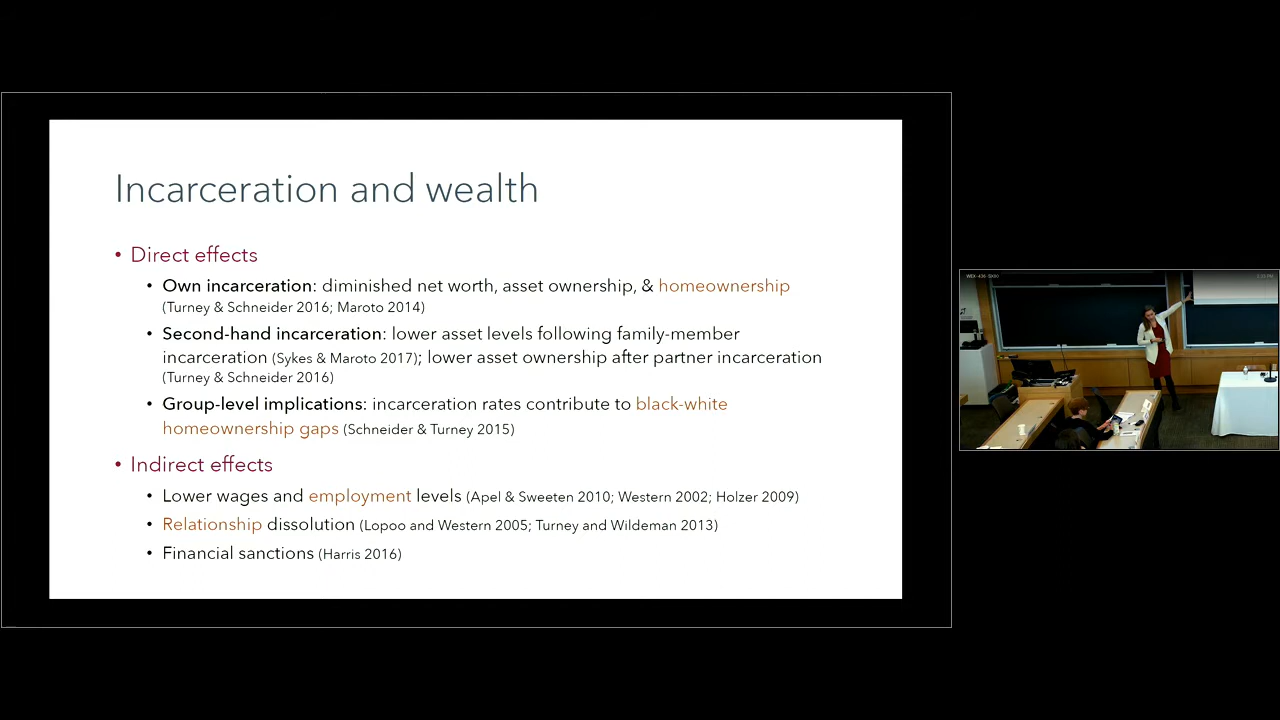 Incarceration and wealth
• Direct effects
• Own incarceration: diminished net worth, asset ownership, & homeownership
(Turney & Schneider 2016; Maroto 2014)
• Second-hand incarceration: lower asset levels following family-member
incarceration (Sykes & Maroto 2017); lower asset ownership after partner incarceration
(Turney & Schneider 2016)
• Group-level implications: incarceration rates contribute to black-white
homeownership gaps (Schneider & Turney 2015)
• Indirect effects
• Lower wages and employment levels (Apel & Sweeten 2010; Western 2002; Holzer 2009)
• Relationship dissolution (Lopoo and Western 2005; Turney and Wildeman 2013)
• Financial sanctions (Harris 2016)